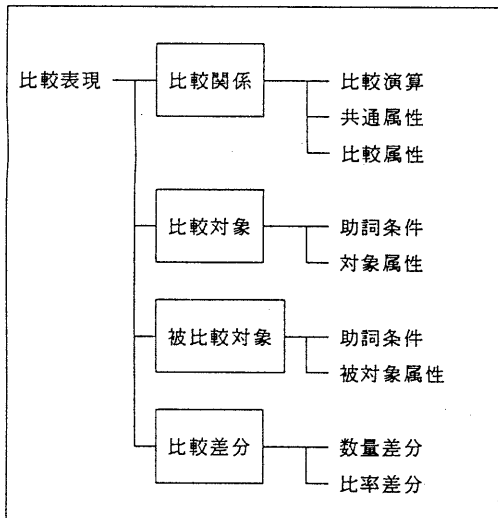 比較表現
比較関係
比較演算
共通属性
比較属性
比較対象
助詞条件
対象属性
被比較対象
助詞条件
被対象属性
比較差分
数量差分
比率差分